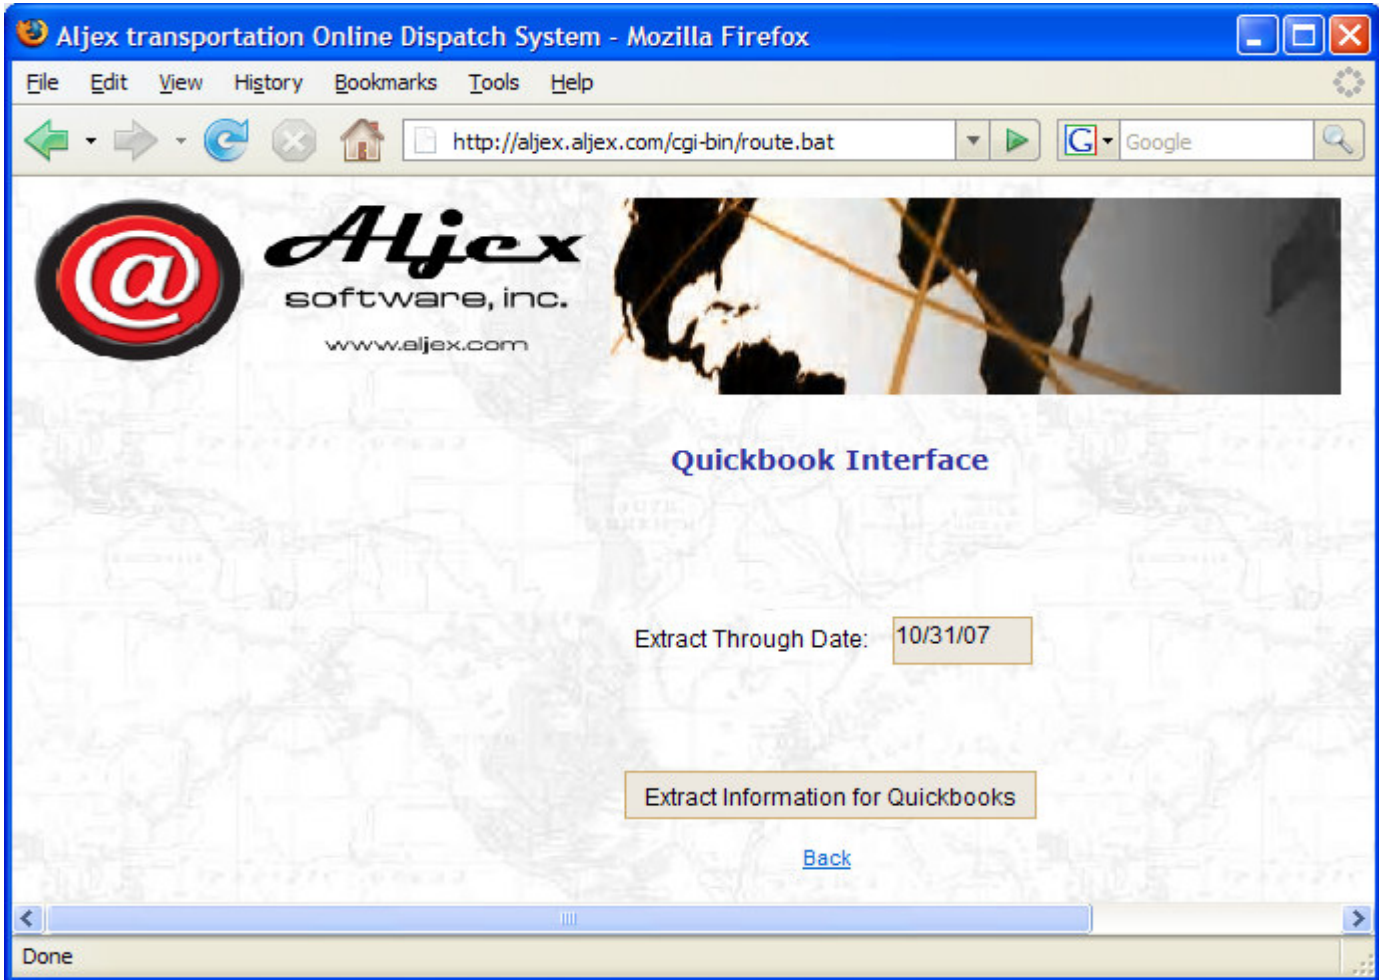 Aljex transportation Online Dispatch System - Mozilla Firefox
File Edit View History Bookmarks Tools Help
http://aljex.aljex.com/cgi-bin/route.bat G Google
@ Aljex
software, inc.
www.aljex.com
Quickbook Interface
Extract Through Date: 10/31/07
Extract Information for Quickbooks
Back
Done